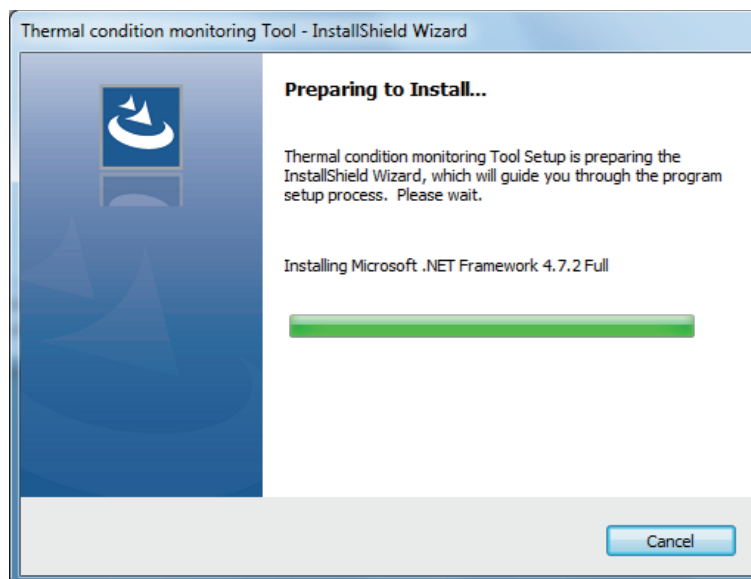 Thermal condition monitoring Tool - InstallShield Wizard
Preparing to Install...
Thermal condition monitoring Tool Setup is preparing the
InstallShield Wizard, which will guide you through the program
setup process. Please wait.
Installing Microsoft .NET Framework 4.7.2 Full
Cancel